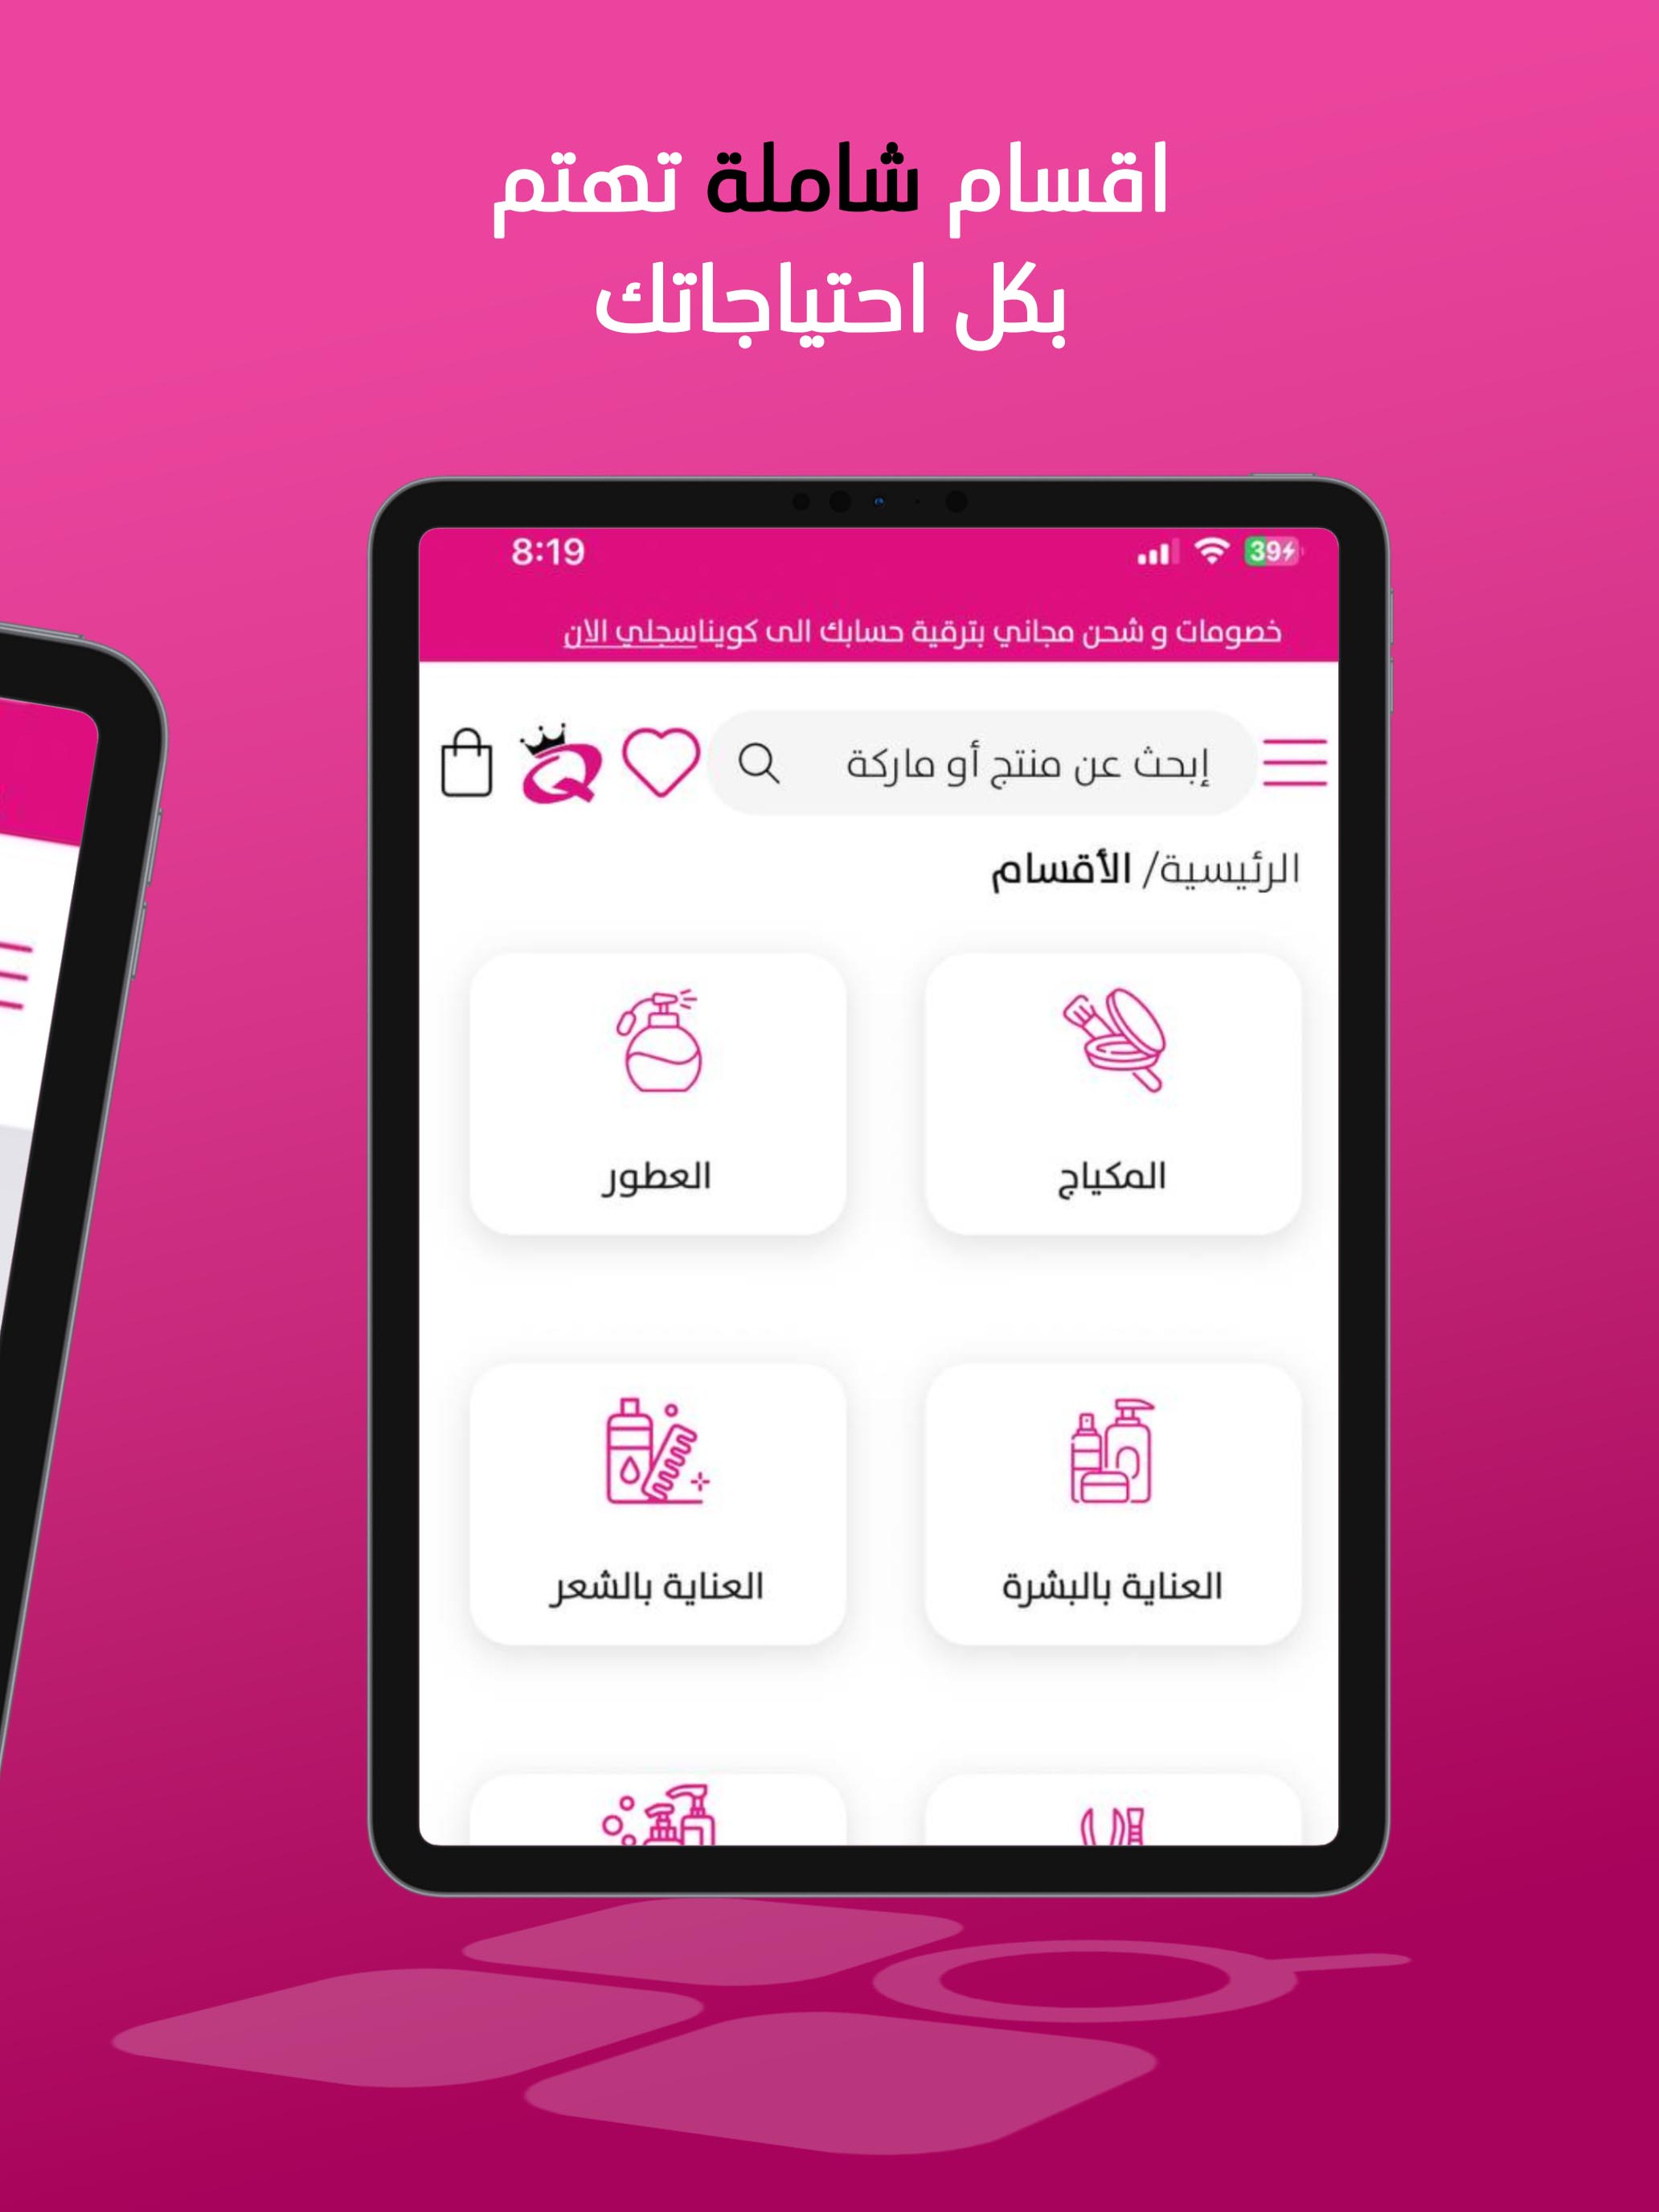 اقسام شاملة تهتم
بكل احتياجاتك
8:19
39
خصومات و شحن مجاني بترقية حسابك الى كويناسجلي الان
إبحث عن منتج أو ماركة
الرئيسية/ الأقسام
المكياج
العطور
العناية بالبشرة
العناية بالشعر